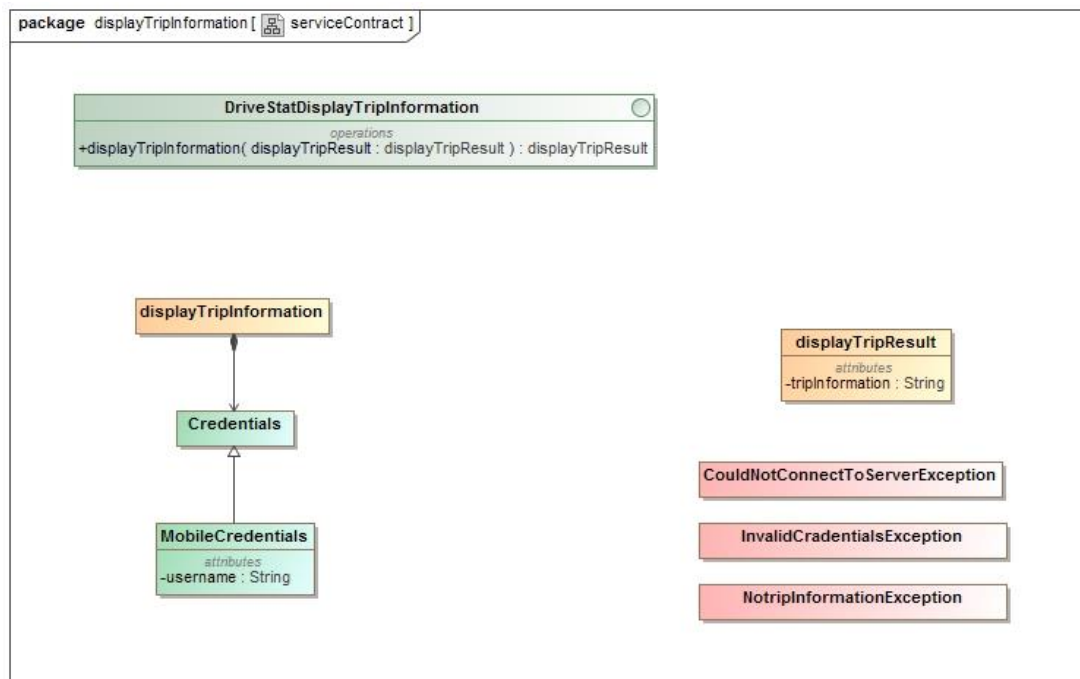 package displayTripInformation [ serviceContract ]
DriveStatDisplayTripInformation
operations
+displayTripInformation( displayTripResult : displayTripResult ) : displayTripResult
displayTripInformation
displayTripResult
attributes
-tripInformation : String
Credentials
CouldNotConnectToServerException
MobileCredentials
attributes
-username : String
InvalidCradentialsException
NotripInformationException